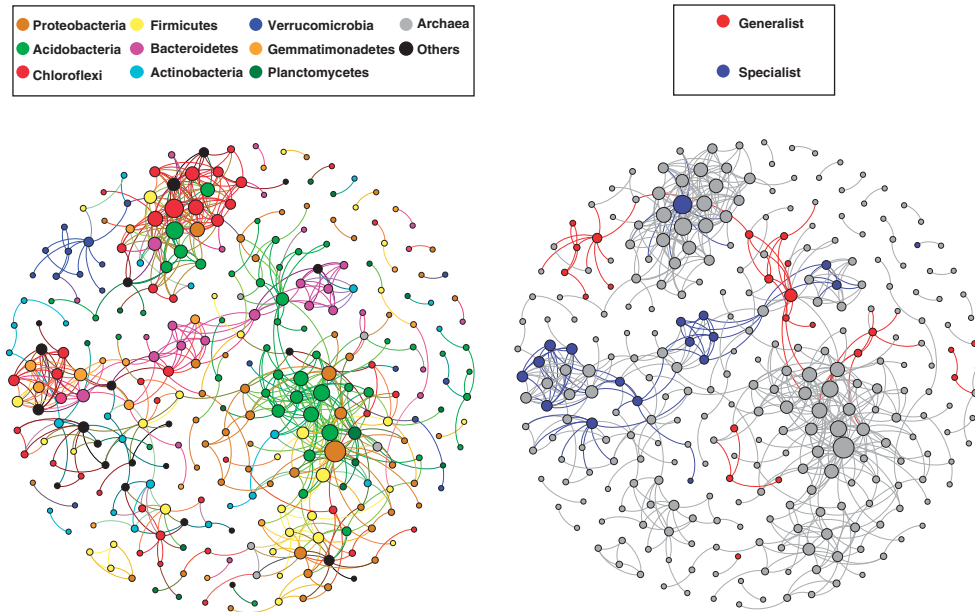 Proteobacteria Firmicutes Verrucomicrobia Archaea
Acidobacteria Bacteroidetes Gemmatimonadetes Others
Chloroflexi Actinobacteria Planctomycetes
Generalist
Specialist